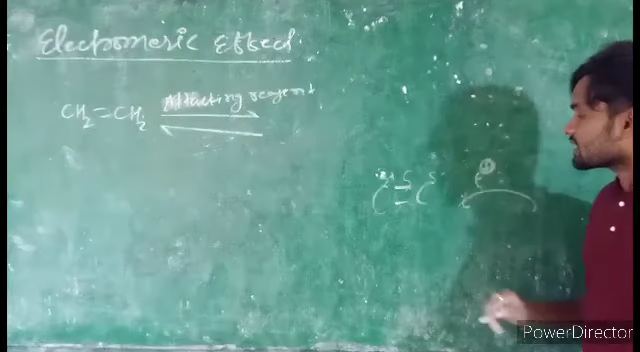 Electromeric Effect
Attacking reagent
CH₂=CH₂
PowerDirector